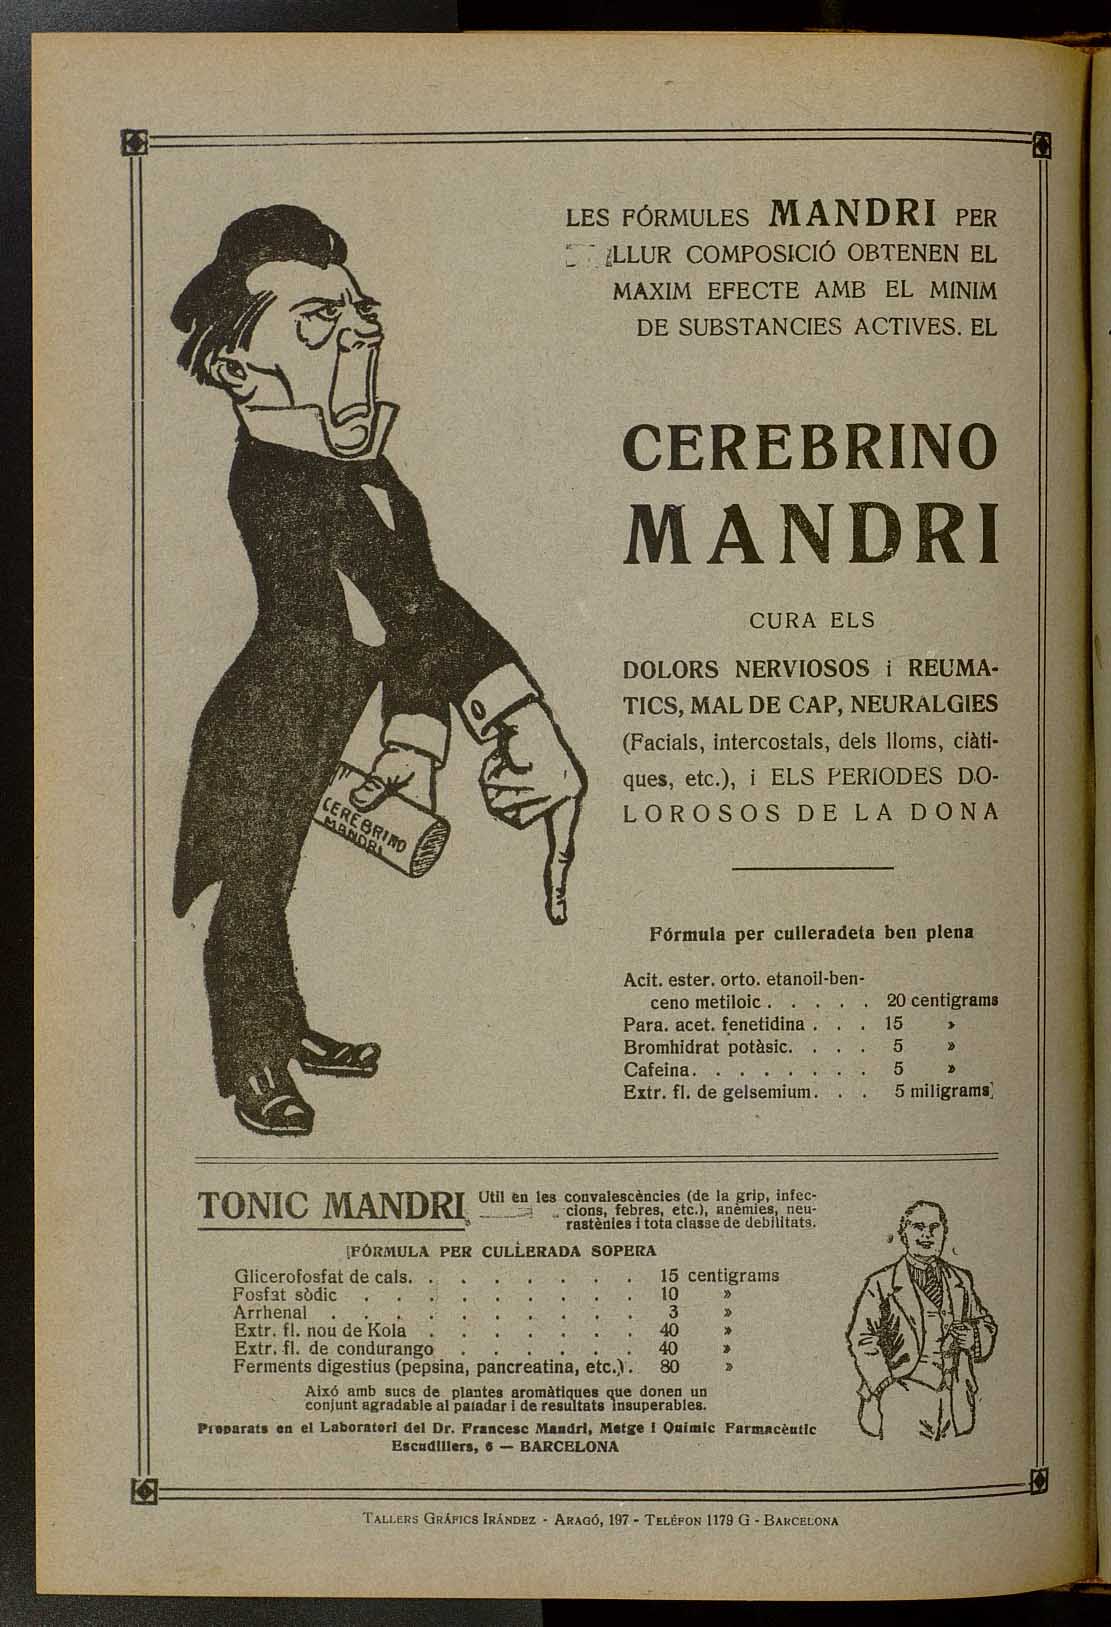 LES FÓRMULES MANDRI PER
LLUR COMPOSICIÓ OBTENEN EL
MAXIM EFECTE AMB EL MINIM
DE SUBSTANCIES ACTIVES. EL
CEREBRINO
MANDRI
CURA ELS
DOLORS NERVIOSOS i REUMA-
TICS, MAL DE CAP, NEURALGIES
(Facials, intercostals, dels lloms, ciàti-
ques, etc.), i ELS PERIODES DO-
LOROSOS DE LA DONA
CEREBRINO
MANDRI
Fórmula per culleradeta ben plena
Acit. ester. orto. etanoil-ben-
ceno metiloic . . . . . 20 centigrams
Para. acet. fenetidina . . . 15 »
Bromhidrat potàsic. . . . 5 »
Cafeina. . . . . . . . 5 »
Extr. fl. de gelsemium. . . 5 miligrams
TONIC MANDRI
Util en les convalescències (de la grip, infec-
cions, febres, etc.), anèmies, neu-
rastènies i tota classe de debilitats.
FÓRMULA PER CULLERADA SOPERA
Glicerofosfat de cals. . . . . . . . 15 centigrams
Fosfat sòdic . . . . . . . . . 10 »
Arrhenal . . . . . . . . . . 3 »
Extr. fl. nou de Kola . . . . . . . 40 »
Extr. fl. de condurango . . . . . . 40 »
Ferments digestius (pepsina, pancreatina, etc.). 80 »
Aixó amb sucs de plantes aromàtiques que donen un
conjunt agradable al paladar i de resultats insuperables.
Preparats en el Laboratori del Dr. Francesc Mandri, Metge i Químic Farmacèutic
Escudillers, 6 — BARCELONA
TALLERS GRÁFICS IRÁNDEZ - ARAGÓ, 197 - TELÉFON 1179 G - BARCELONA